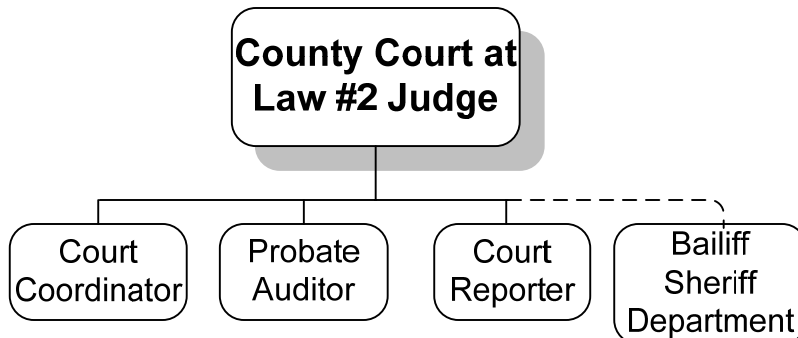 County Court at
Law #2 Judge
Court
Coordinator
Probate
Auditor
Court
Reporter
Bailiff
Sheriff
Department